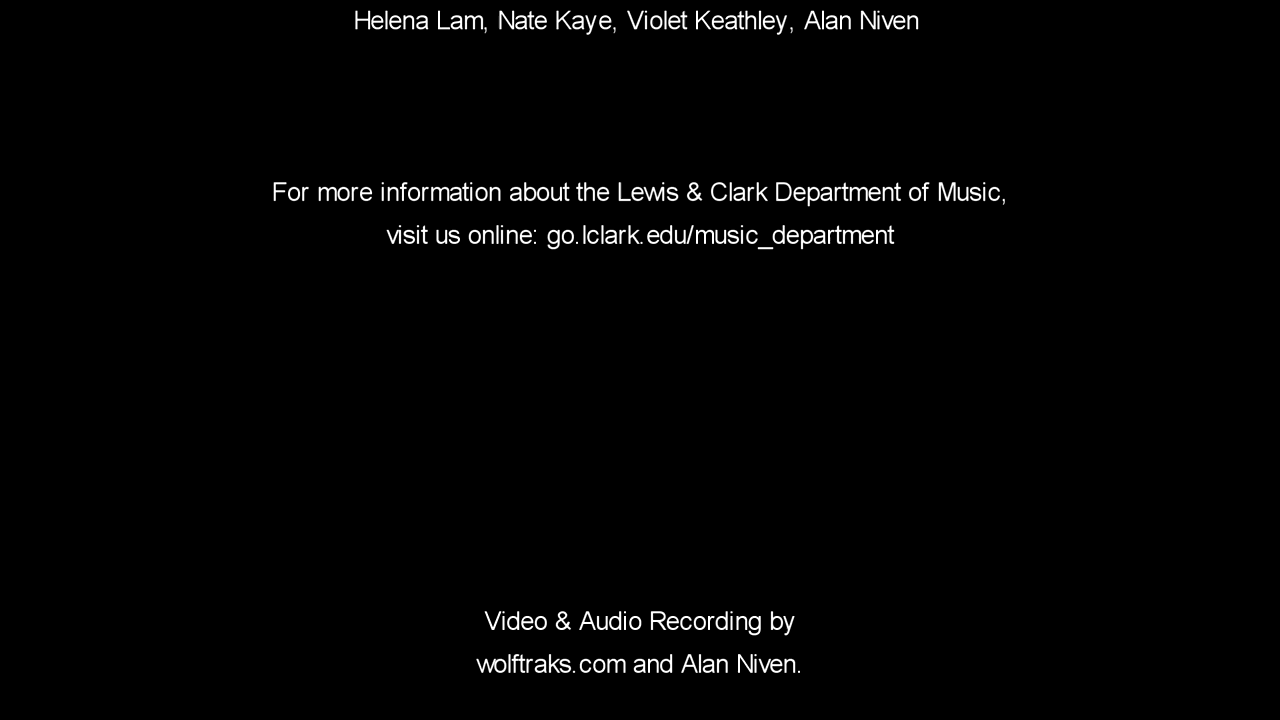 Helena Lam, Nate Kaye, Violet Keathley, Alan Niven
For more information about the Lewis & Clark Department of Music,
visit us online: go.lclark.edu/music_department
Video & Audio Recording by
wolftraks.com and Alan Niven.